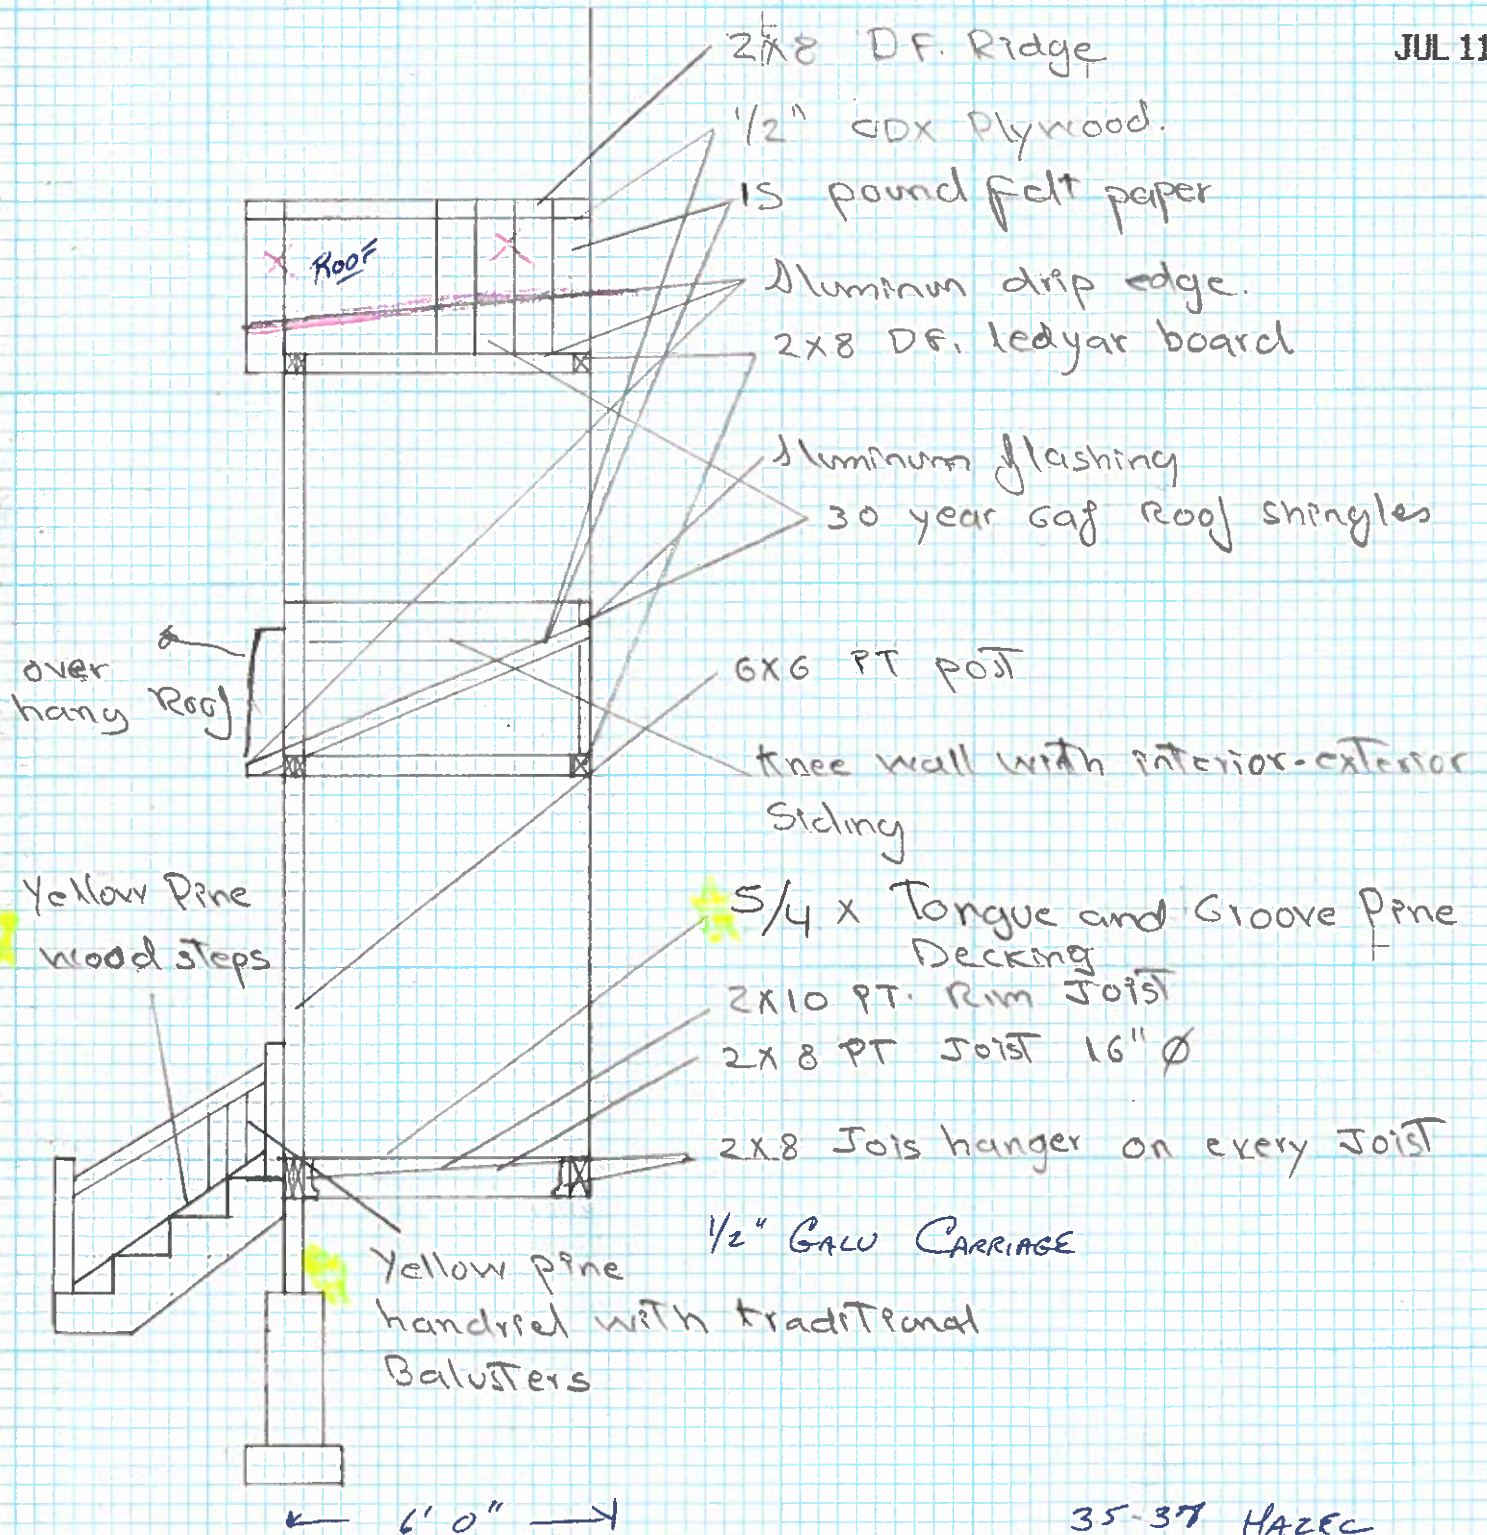 JUL 11
2x8 DF. Ridge
1/2" CDX Plywood.
15 pound felt paper
Roof
Aluminun drip edge.
2x8 DF. ledyar board
Aluminum flashing
30 year Gaf Roof shingles
over
hang Roof
6x6 PT post
Knee wall with interior-exterior
Siding
Yellow Pine
wood steps
5/4 x Tongue and Groove Pine
Decking
2x10 PT. Rim Joist
2x8 PT Joist 16" Ø
2x8 Jois hanger on every Joist
1/2" GALV CARRIAGE
Yellow pine
handriel with traditional
Balusters
6' 0"
35-37